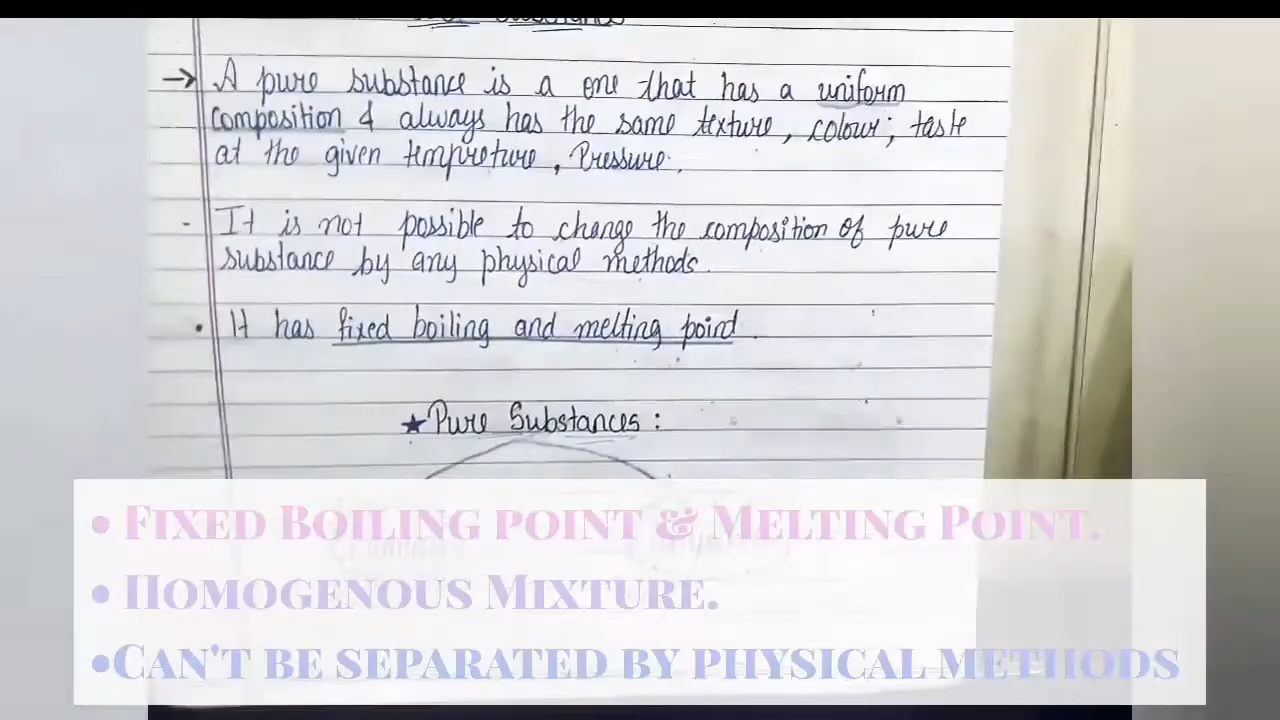 → A pure substance is a one that has a uniform
composition & always has the same texture, colour; taste
at the given tempreture, Pressure.
- It is not possible to change the composition of pure
substance by any physical methods.
• It has fixed boiling and melting point.
★ Pure Substances:
• Fixed Boiling point & Melting Point.
• Homogenous Mixture.
•Can't be separated by physical methods